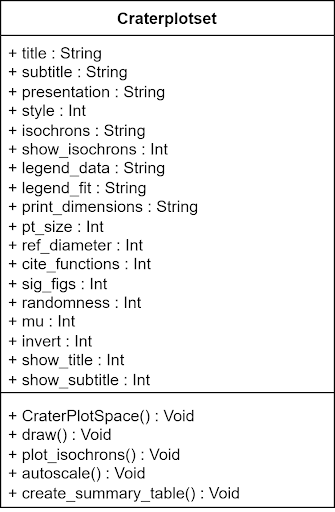 Craterplotset
+ title : String
+ subtitle : String
+ presentation : String
+ style : Int
+ isochrons : String
+ show_isochrons : Int
+ legend_data : String
+ legend_fit : String
+ print_dimensions : String
+ pt_size : Int
+ ref_diameter : Int
+ cite_functions : Int
+ sig_figs : Int
+ randomness : Int
+ mu : Int
+ invert : Int
+ show_title : Int
+ show_subtitle : Int
+ CraterPlotSpace() : Void
+ draw() : Void
+ plot_isochrons() : Void
+ autoscale() : Void
+ create_summary_table() : Void